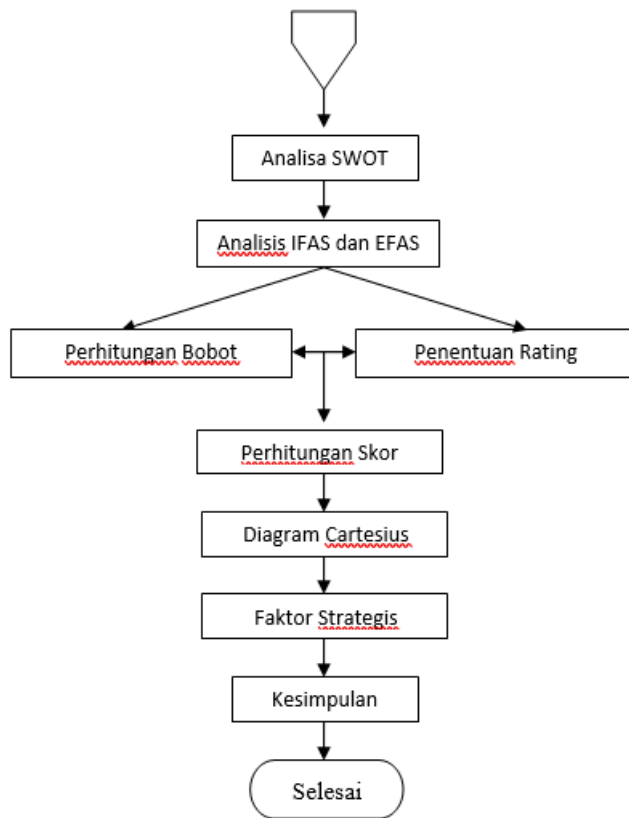 Analisa SWOT
Analisis IFAS dan EFAS
Perhitungan Bobot
Penentuan Rating
Perhitungan Skor
Diagram Cartesius
Faktor Strategis
Kesimpulan
Selesai